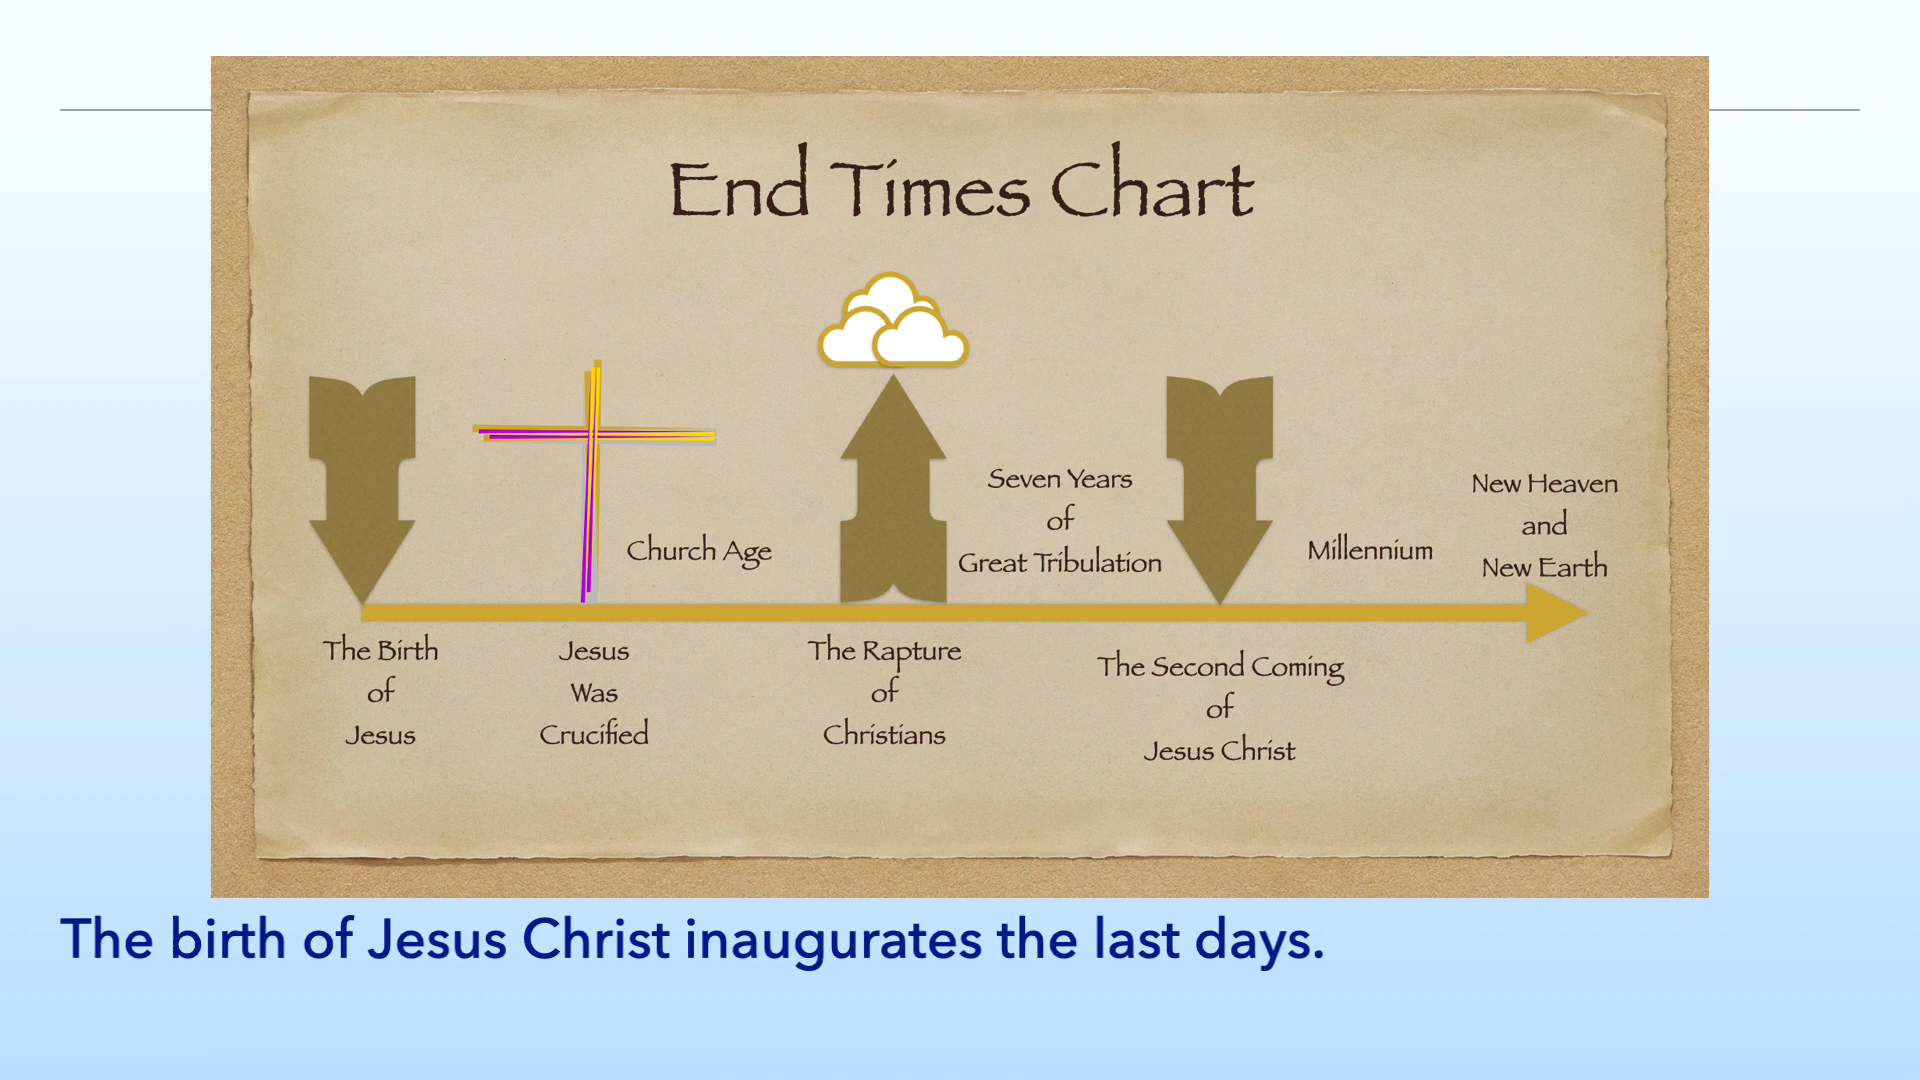 End Times Chart
Church Age
Seven Years
of
Great Tribulation
Millennium
New Heaven
and
New Earth
The Birth
of
Jesus
Jesus
Was
Crucified
The Rapture
of
Christians
The Second Coming
of
Jesus Christ
The birth of Jesus Christ inaugurates the last days.